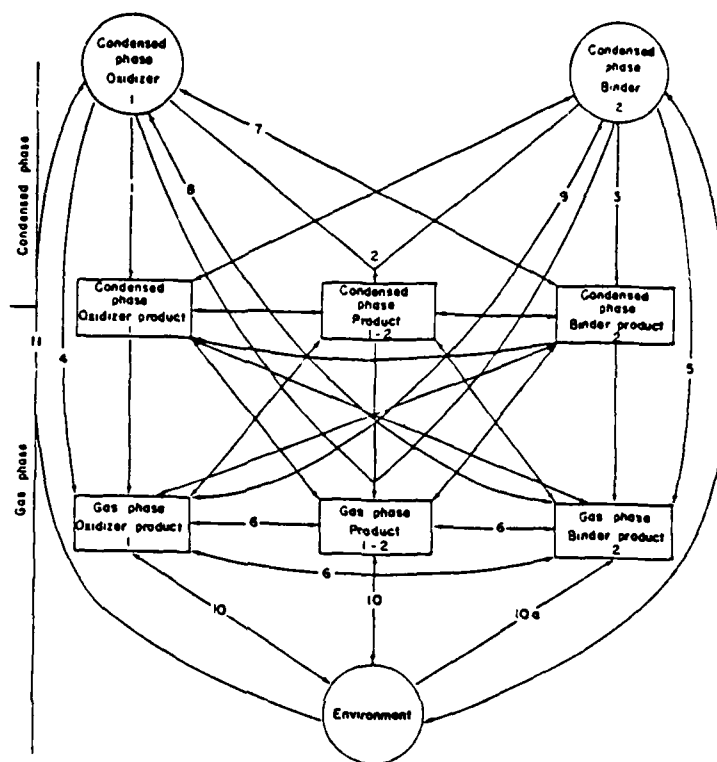 Condensed
phase
Oxidizer
1
Condensed
phase
Binder
2
Condensed phase
7
8
9
3
2
1
Condensed
phase
Oxidizer product
1
Condensed
phase
Product
1-2
Condensed
phase
Binder product
2
11
4
5
Gas phase
Gas phase
Oxidizer product
1
6
Gas phase
Product
1-2
6
Gas phase
Binder product
2
6
10
10
10a
Environment